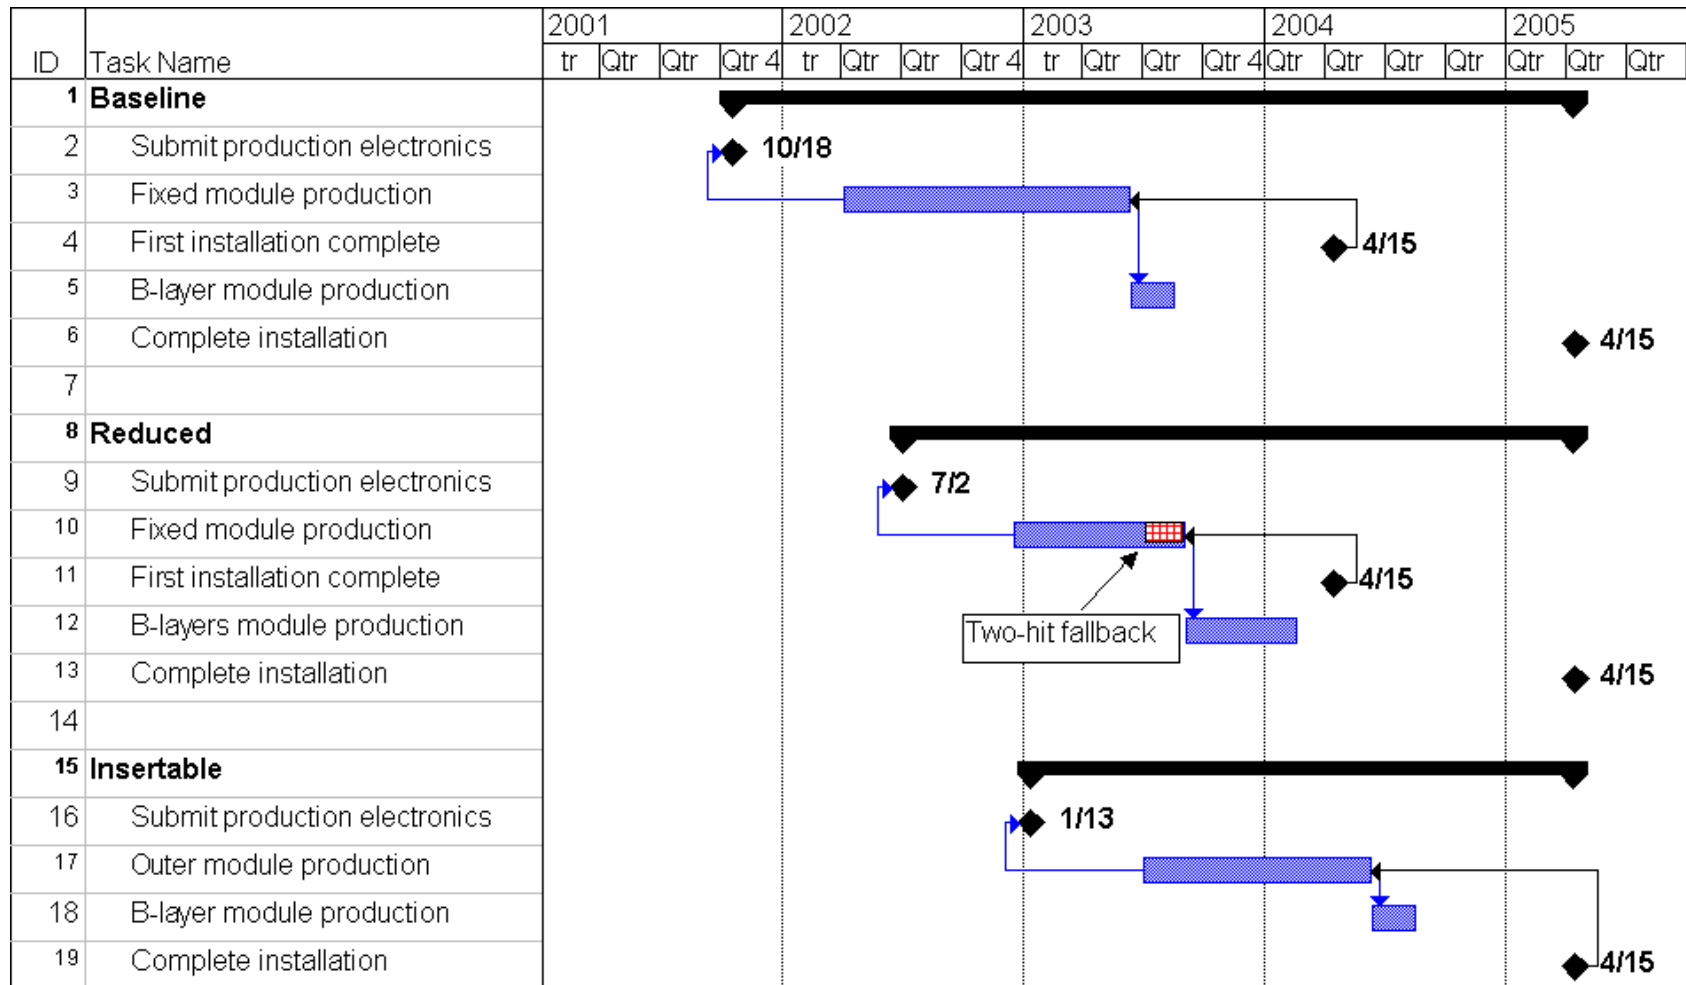 2001 2002 2003 2004 2005
ID Task Name tr Qtr Qtr Qtr 4 tr Qtr Qtr Qtr 4 tr Qtr Qtr Qtr 4 Qtr Qtr Qtr Qtr Qtr Qtr Qtr
1 Baseline
2 Submit production electronics 10/18
3 Fixed module production
4 First installation complete 4/15
5 B-layer module production
6 Complete installation 4/15
7
8 Reduced
9 Submit production electronics 7/2
10 Fixed module production
11 First installation complete 4/15
12 B-layers module production Two-hit fallback
13 Complete installation 4/15
14
15 Insertable
16 Submit production electronics 1/13
17 Outer module production
18 B-layer module production
19 Complete installation 4/15